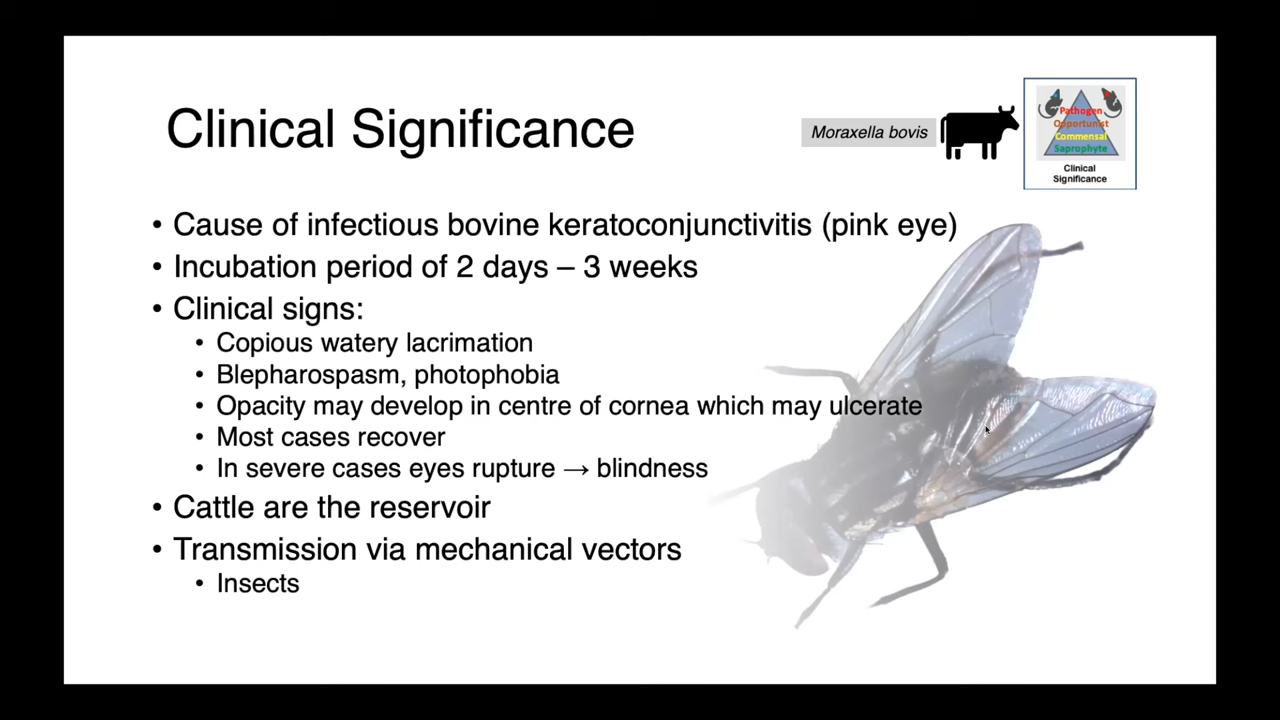 Clinical Significance
Moraxella bovis
Pathogen
Opportunist
Commensal
Saprophyte
Clinical
Significance
• Cause of infectious bovine keratoconjunctivitis (pink eye)
• Incubation period of 2 days – 3 weeks
• Clinical signs:
• Copious watery lacrimation
• Blepharospasm, photophobia
• Opacity may develop in centre of cornea which may ulcerate
• Most cases recover
• In severe cases eyes rupture → blindness
• Cattle are the reservoir
• Transmission via mechanical vectors
• Insects